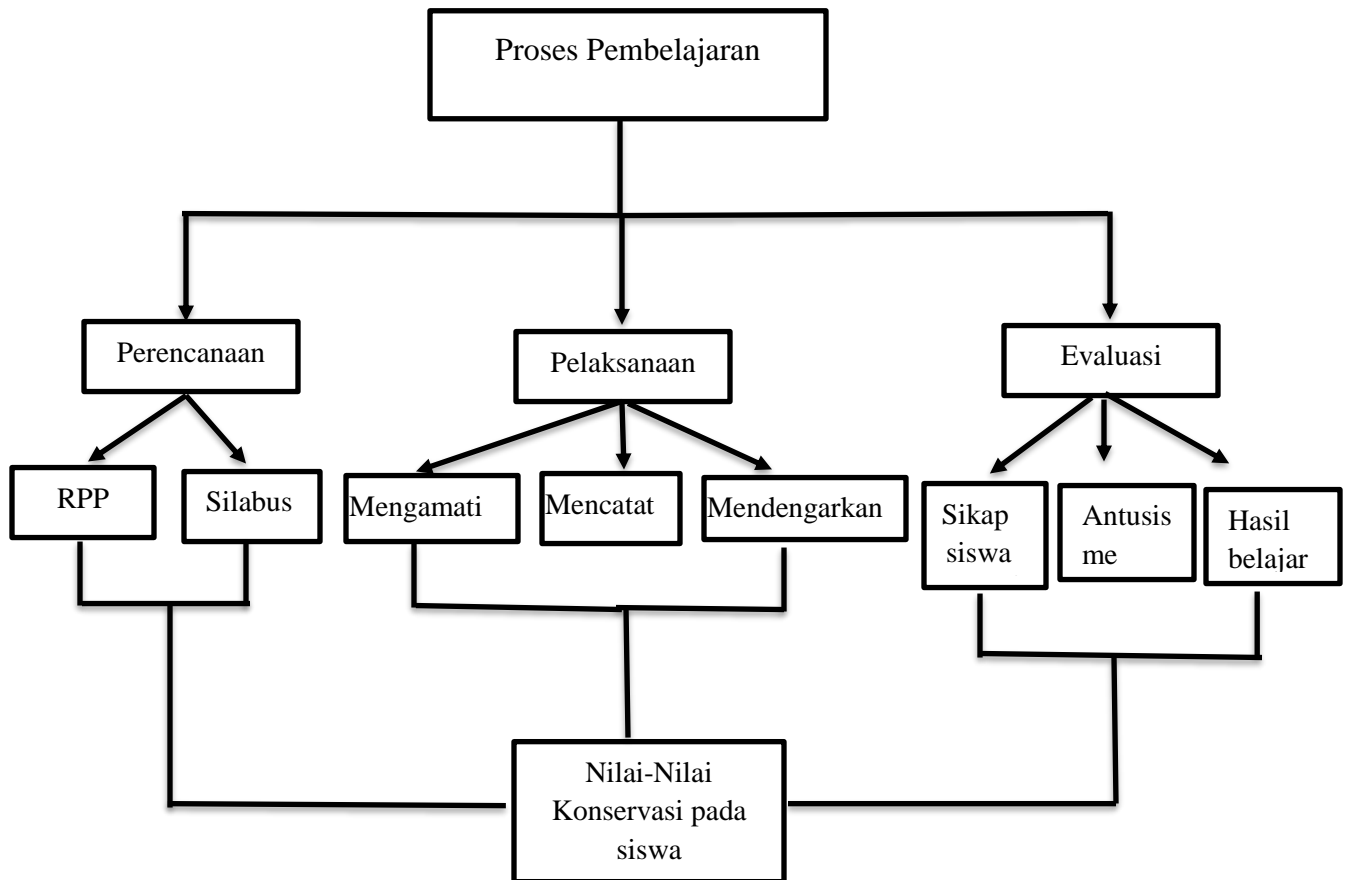 Proses Pembelajaran
Perencanaan
Pelaksanaan
Evaluasi
RPP
Silabus
Mengamati
Mencatat
Mendengarkan
Sikap
siswa
Antusis
me
Hasil
belajar
Nilai-Nilai
Konservasi pada
siswa